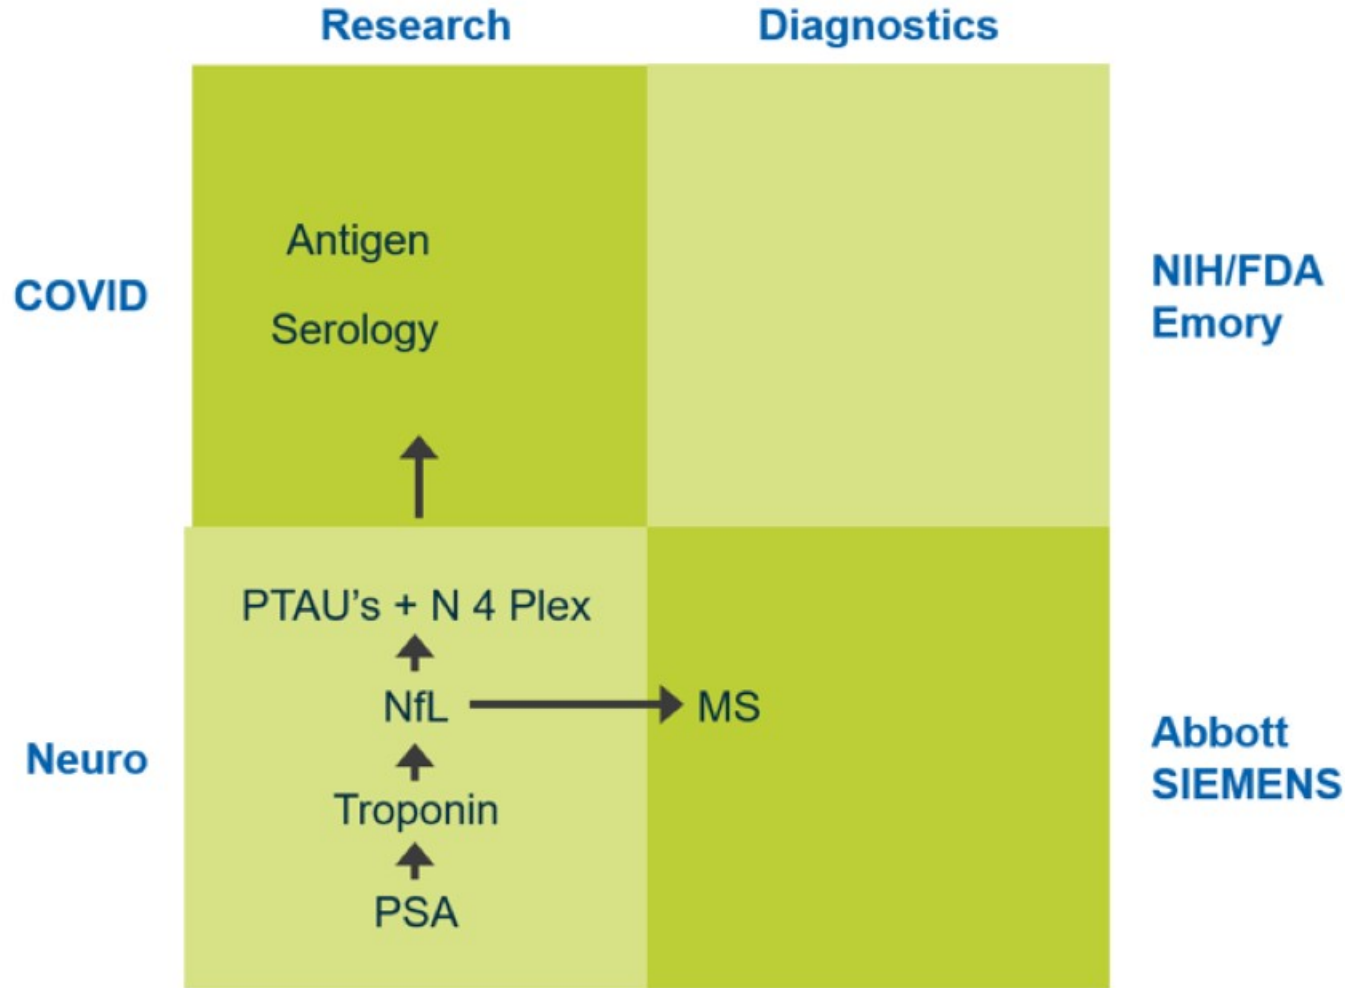 Research
Diagnostics
Antigen
Serology
COVID
NIH/FDA
Emory
PTAU's + N 4 Plex
NfL
MS
Troponin
PSA
Neuro
Abbott
SIEMENS